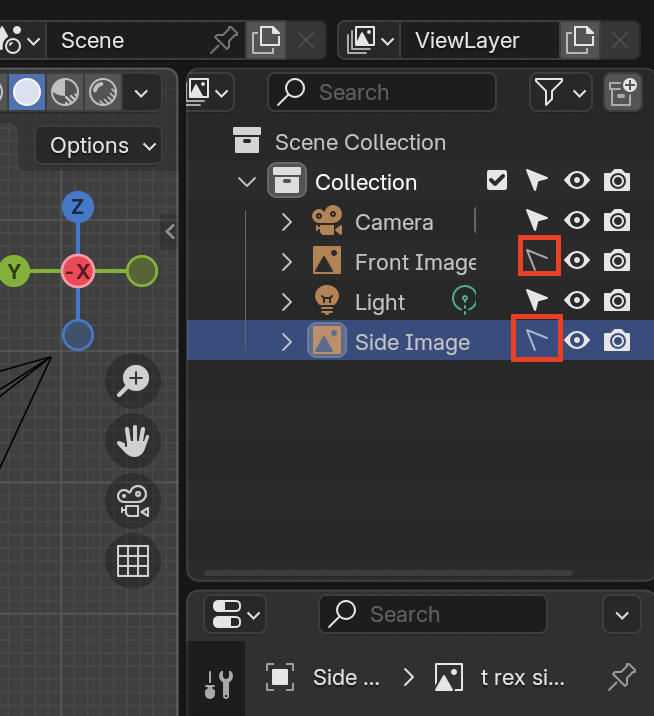 Scene
ViewLayer
Search
Options
Scene Collection
Collection
Z
Camera
Y
-X
Front Image
Light
Side Image
Search
Side ...
t rex si...